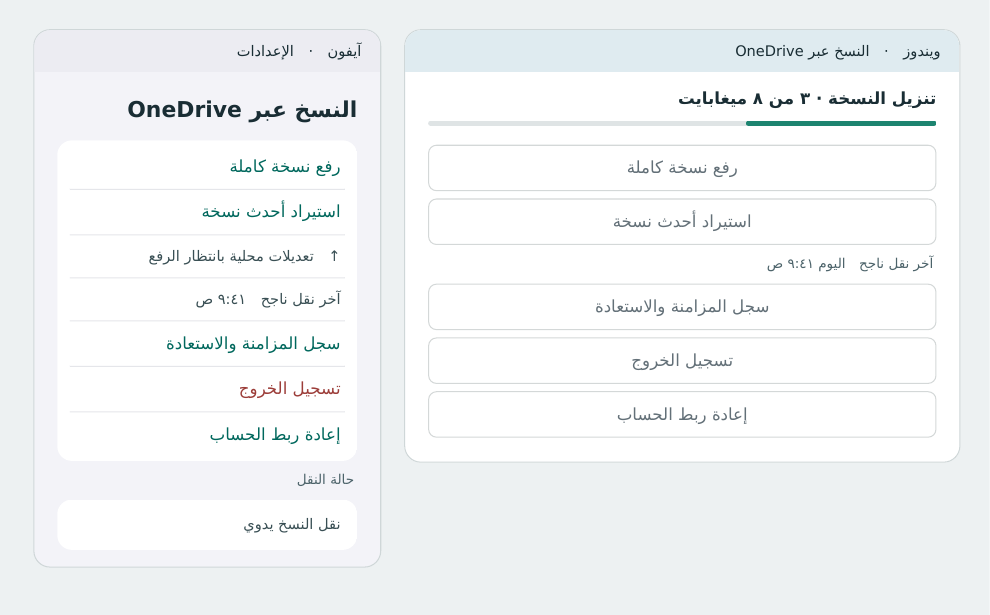 ويندوز · النسخ عبر OneDrive
تنزيل النسخة · ٣ من ٨ ميغابايت
رفع نسخة كاملة
استيراد أحدث نسخة
آخر نقل ناجح اليوم ٩:٤١ ص
سجل المزامنة والاستعادة
تسجيل الخروج
إعادة ربط الحساب
آيفون · الإعدادات
النسخ عبر OneDrive
رفع نسخة كاملة
استيراد أحدث نسخة
↑ تعديلات محلية بانتظار الرفع
آخر نقل ناجح ٩:٤١ ص
سجل المزامنة والاستعادة
تسجيل الخروج
إعادة ربط الحساب
حالة النقل
نقل النسخ يدوي